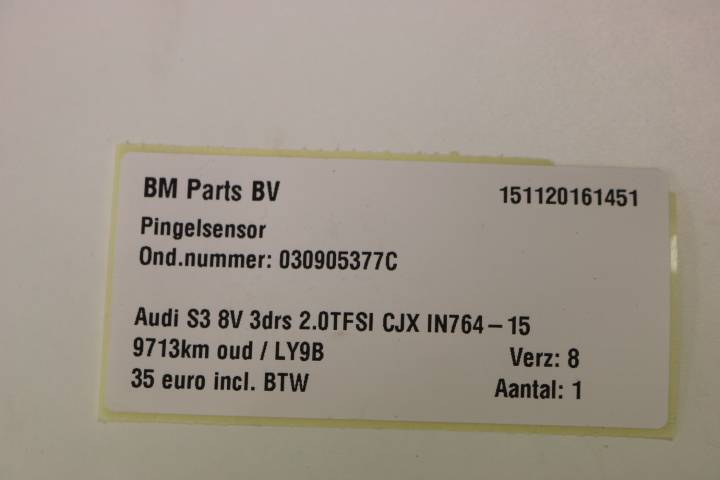 BM Parts BV 151120161451
Pingelsensor
Ond.nummer: 030905377C
Audi S3 8V 3drs 2.0TFSI CJX IN764-15
9713km oud / LY9B Verz: 8
35 euro incl. BTW Aantal: 1